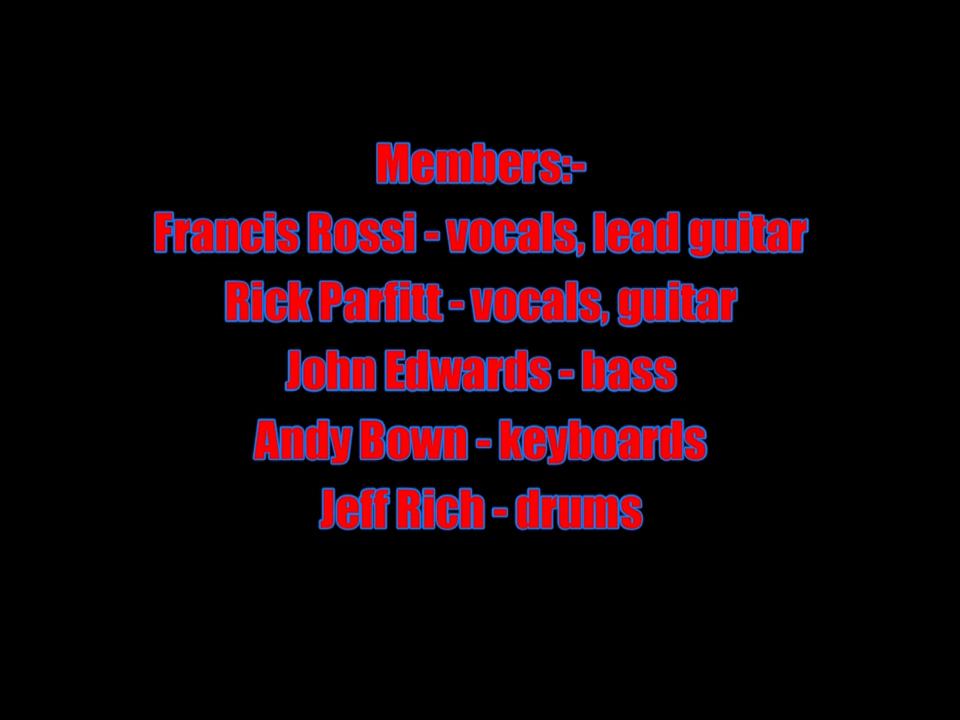 Members:-
Francis Rossi - vocals, lead guitar
Rick Parfitt - vocals, guitar
John Edwards - bass
Andy Bown - keyboards
Jeff Rich - drums